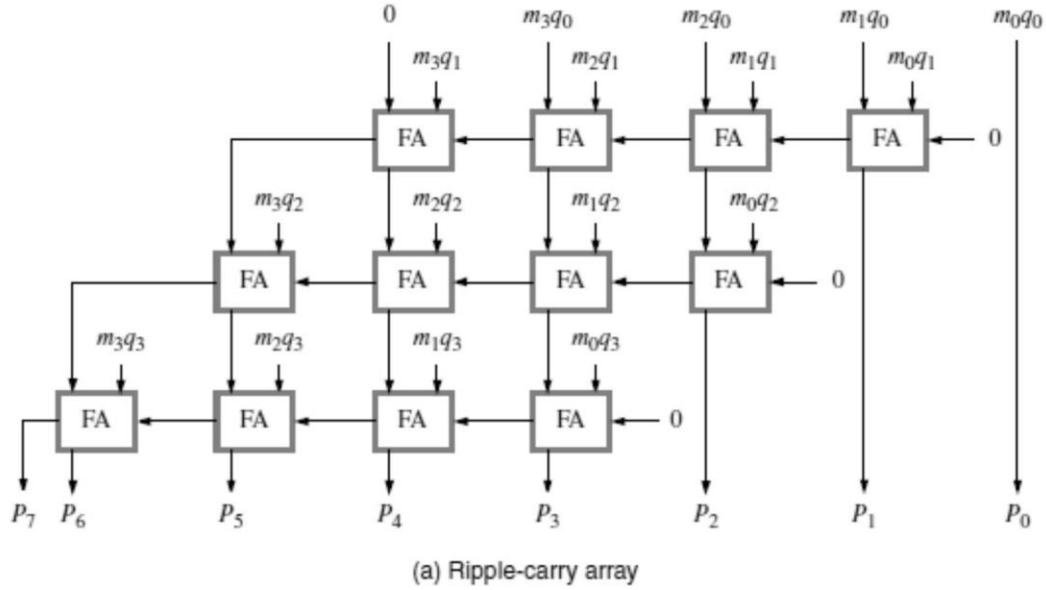 0 m₃q₀ m₂q₀ m₁q₀ m₀q₀
m₃q₁ m₂q₁ m₁q₁ m₀q₁
FA FA FA FA 0
m₃q₂ m₂q₂ m₁q₂ m₀q₂
FA FA FA FA 0
m₃q₃ m₂q₃ m₁q₃ m₀q₃
FA FA FA FA 0
P₇ P₆ P₅ P₄ P₃ P₂ P₁ P₀
(a) Ripple-carry array